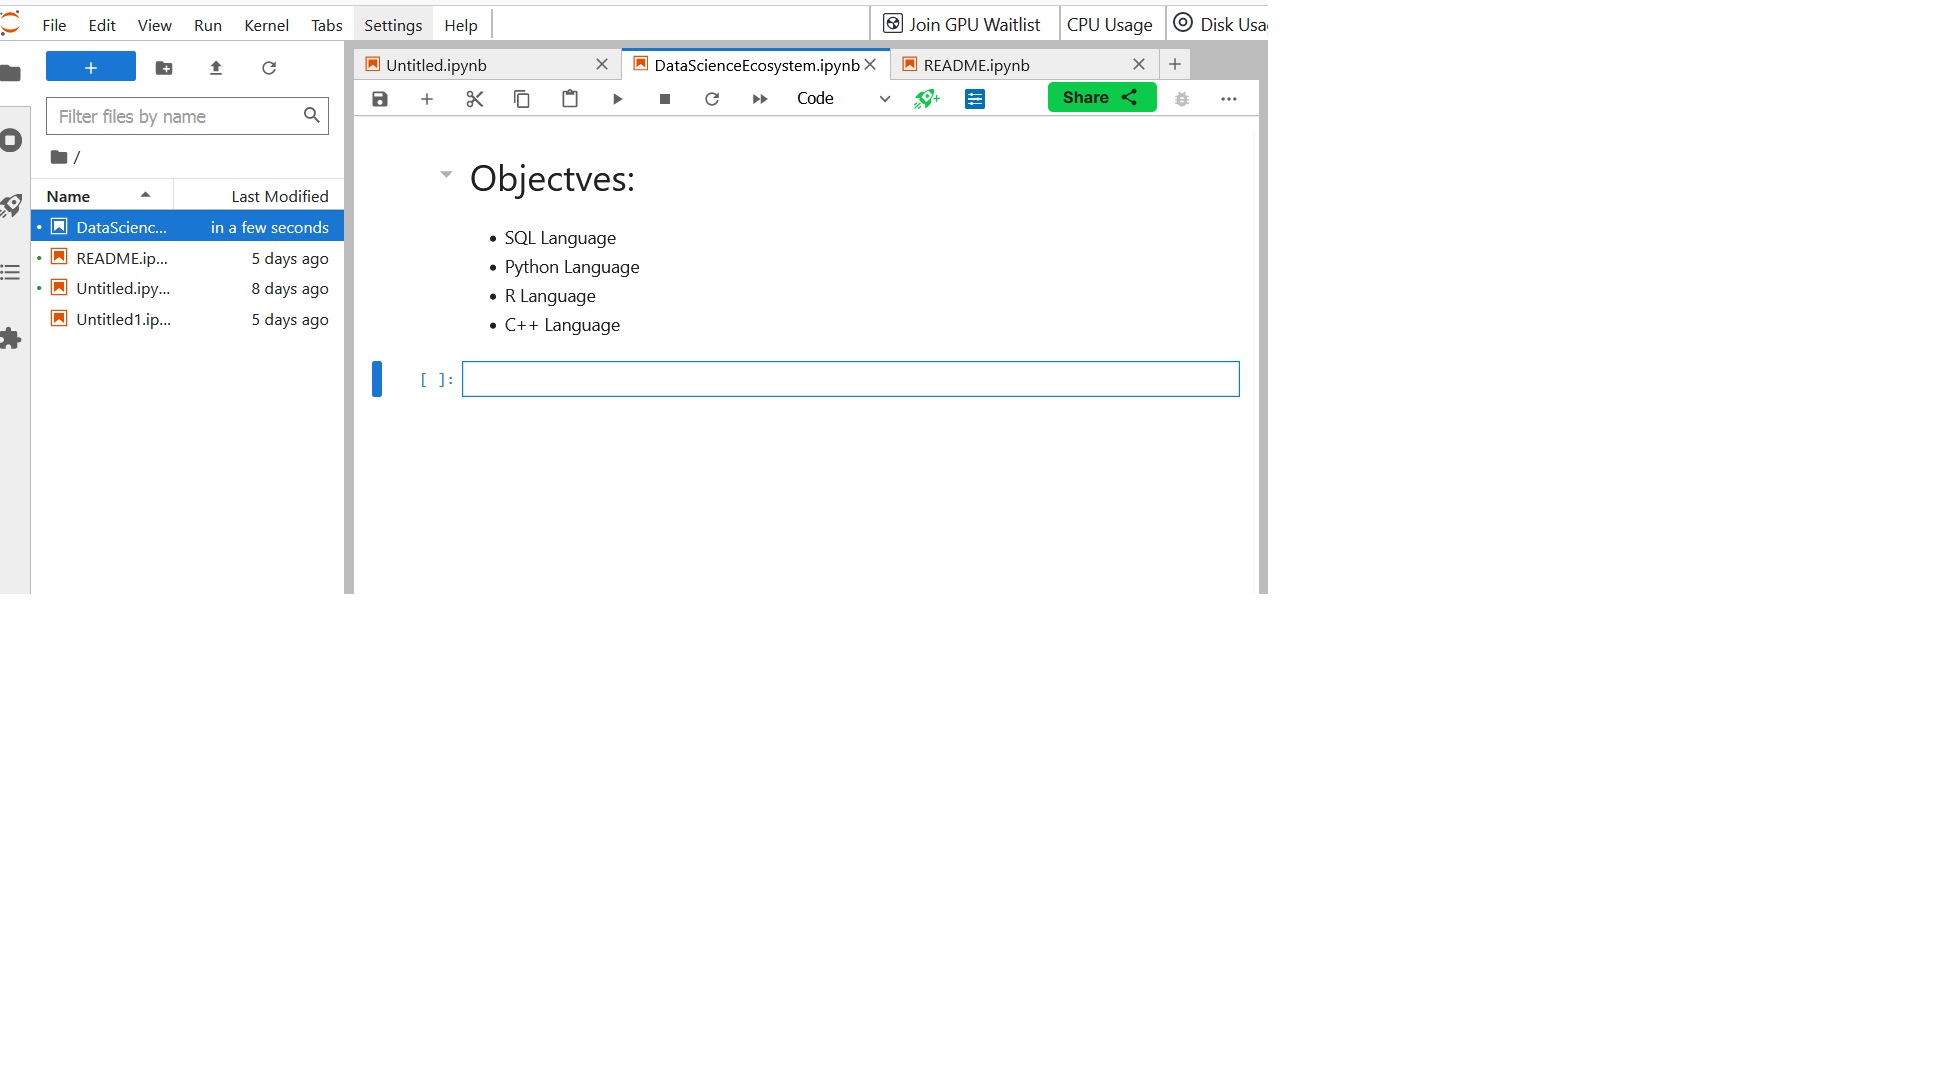 File Edit View Run Kernel Tabs Settings Help Join GPU Waitlist CPU Usage Disk Usa
+
Untitled.ipynb
DataScienceEcosystem.ipynb
README.ipynb
+
Code
Share
Filter files by name
/
Name Last Modified
DataScienc... in a few seconds
README.ip... 5 days ago
Untitled.ipy... 8 days ago
Untitled1.ip... 5 days ago
Objectves:
• SQL Language
• Python Language
• R Language
• C++ Language
[ ]: